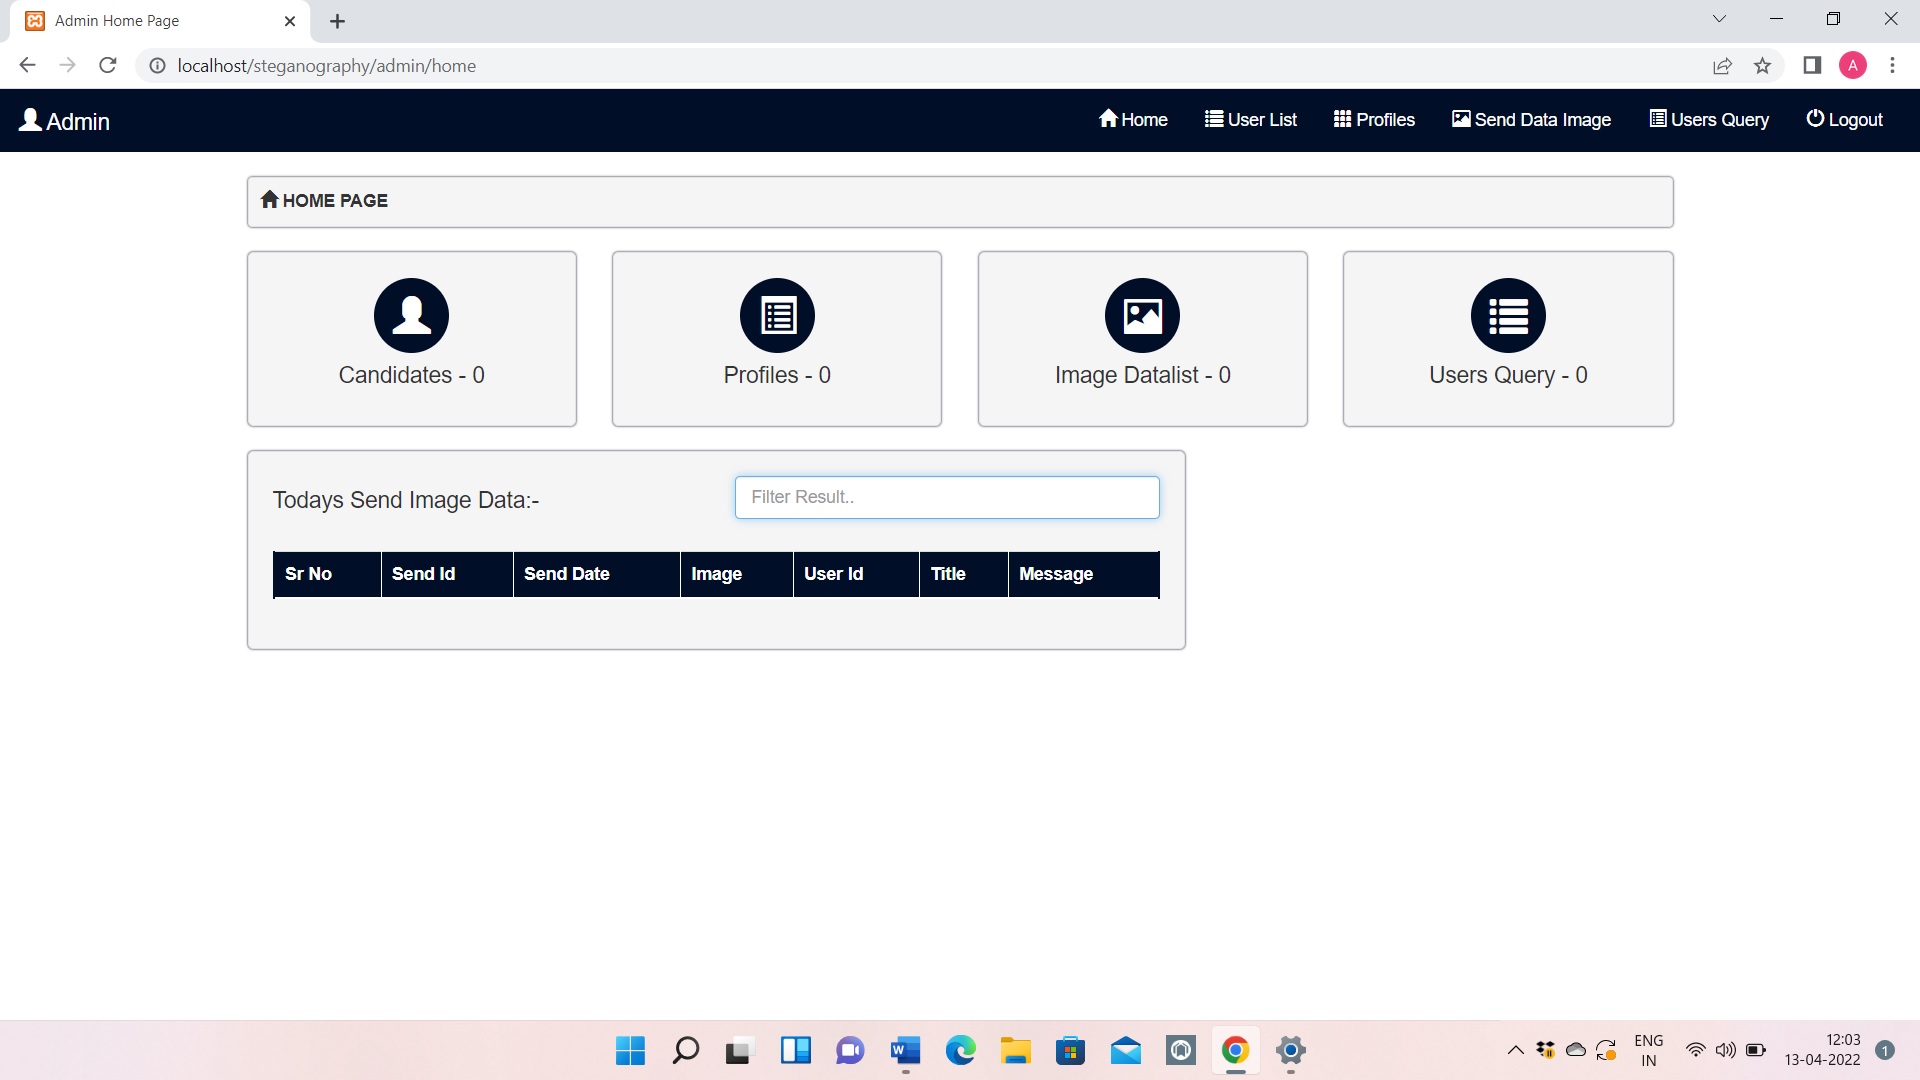 Admin Home Page
localhost/steganography/admin/home
A
Admin
Home
User List
Profiles
Send Data Image
Users Query
Logout
HOME PAGE
Candidates - 0
Profiles - 0
Image Datalist - 0
Users Query - 0
Todays Send Image Data:-
Filter Result..
Sr No
Send Id
Send Date
Image
User Id
Title
Message
W
ENG
IN
12:03
13-04-2022
1